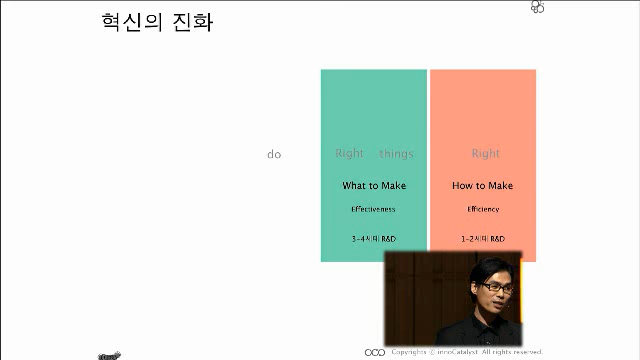 혁신의 진화
do Right things Right
What to Make How to Make
Effectiveness Efficiency
3-4세대 R&D 1-2세대 R&D
Copyrights ⓒ innoCatalyst. All rights reserved.